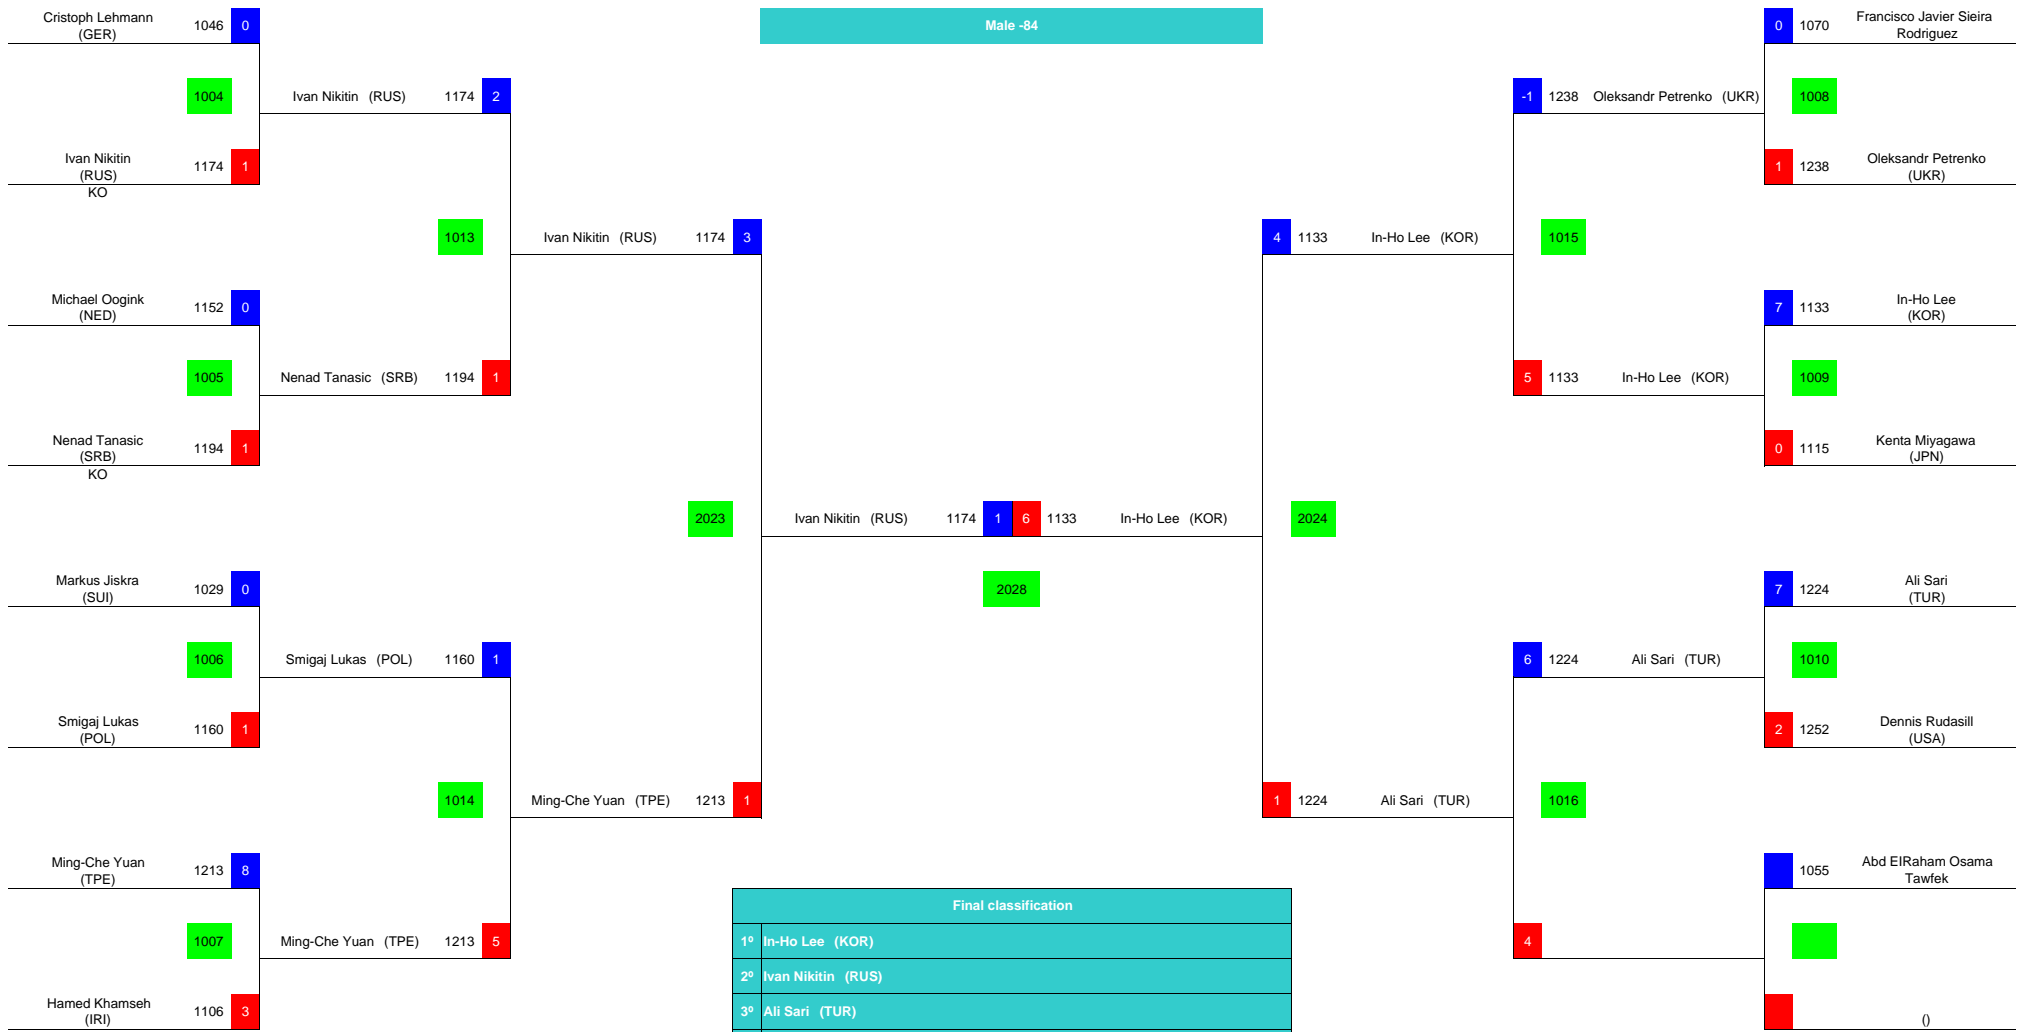 Male -84
Cristoph Lehmann
(GER)
1046 0
1004
Ivan Nikitin
(RUS)
1174 1
KO
Ivan Nikitin (RUS) 1174 2
1013
Michael Oogink
(NED)
1152 0
1005
Nenad Tanasic
(SRB)
1194 1
KO
Nenad Tanasic (SRB) 1194 1
Ivan Nikitin (RUS) 1174 3
2023
Markus Jiskra
(SUI)
1029 0
1006
Smigaj Lukas
(POL)
1160 1
Smigaj Lukas (POL) 1160 1
1014
Ming-Che Yuan
(TPE)
1213 8
1007
Hamed Khamseh
(IRI)
1106 3
Ming-Che Yuan (TPE) 1213 5
Ming-Che Yuan (TPE) 1213 1
Ivan Nikitin (RUS) 1174 1 6 1133 In-Ho Lee (KOR)
2028
0 1070 Francisco Javier Sieira
Rodriguez
1008
1 1238 Oleksandr Petrenko
(UKR)
-1 1238 Oleksandr Petrenko (UKR)
1015
7 1133 In-Ho Lee
(KOR)
1009
0 1115 Kenta Miyagawa
(JPN)
5 1133 In-Ho Lee (KOR)
4 1133 In-Ho Lee (KOR)
2024
7 1224 Ali Sari
(TUR)
1010
2 1252 Dennis Rudasill
(USA)
6 1224 Ali Sari (TUR)
1016
1 1224 Ali Sari (TUR)
1055 Abd ElRaham Osama
Tawfek
4
()
Final classification
1º In-Ho Lee (KOR)
2º Ivan Nikitin (RUS)
3º Ali Sari (TUR)